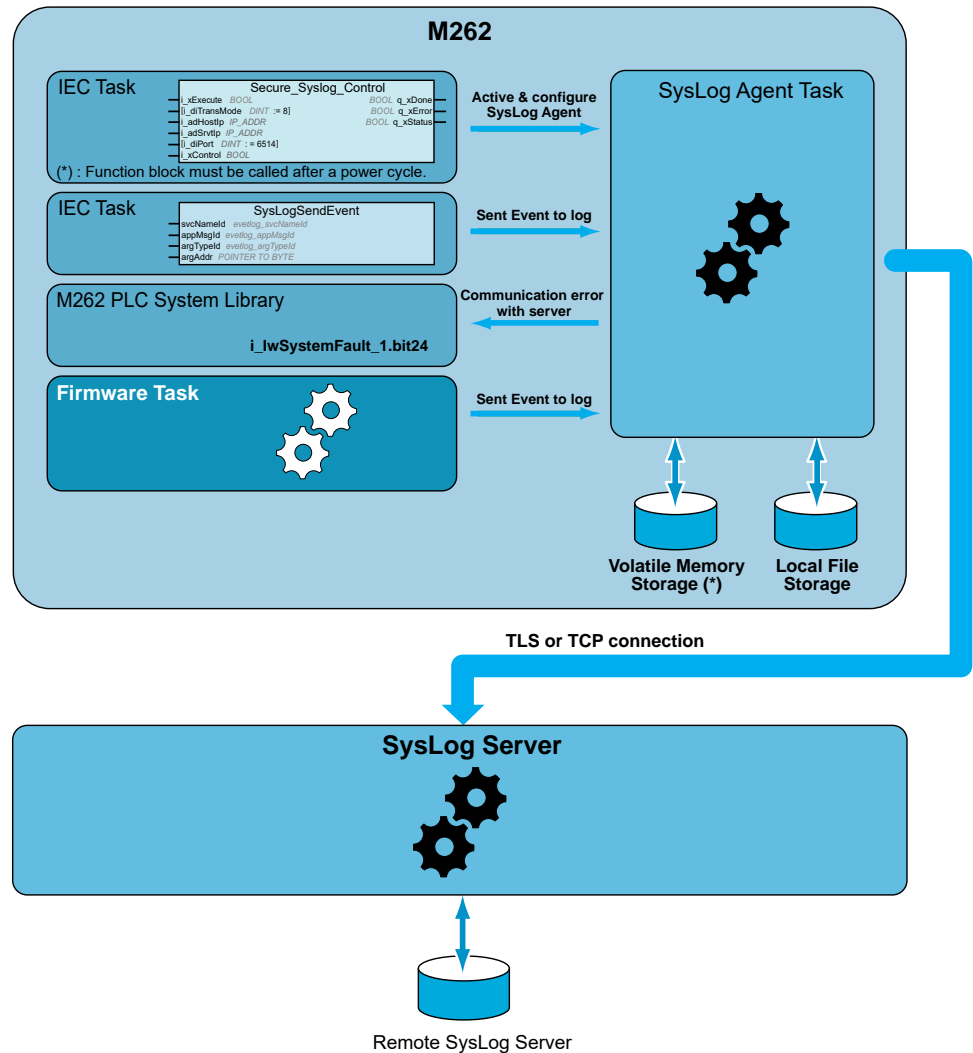 M262
IEC Task
Secure_Syslog_Control
i_xExecute BOOL
BOOL q_xDone
[i_diTransMode DINT := 8]
BOOL q_xError
i_adHostIp IP_ADDR
BOOL q_xStatus
i_adSrvtIp IP_ADDR
[i_diPort DINT : = 6514]
i_xControl BOOL
(*) : Function block must be called after a power cycle.
Active & configure
SysLog Agent
SysLog Agent Task
IEC Task
SysLogSendEvent
svcNameId evetlog_svcNameId
appMsgId evetlog_appMsgId
argTypeId evetlog_argTypeId
argAddr POINTER TO BYTE
Sent Event to log
M262 PLC System Library
i_lwSystemFault_1.bit24
Communication error
with server
Firmware Task
Sent Event to log
Volatile Memory
Storage (*)
Local File
Storage
TLS or TCP connection
SysLog Server
Remote SysLog Server